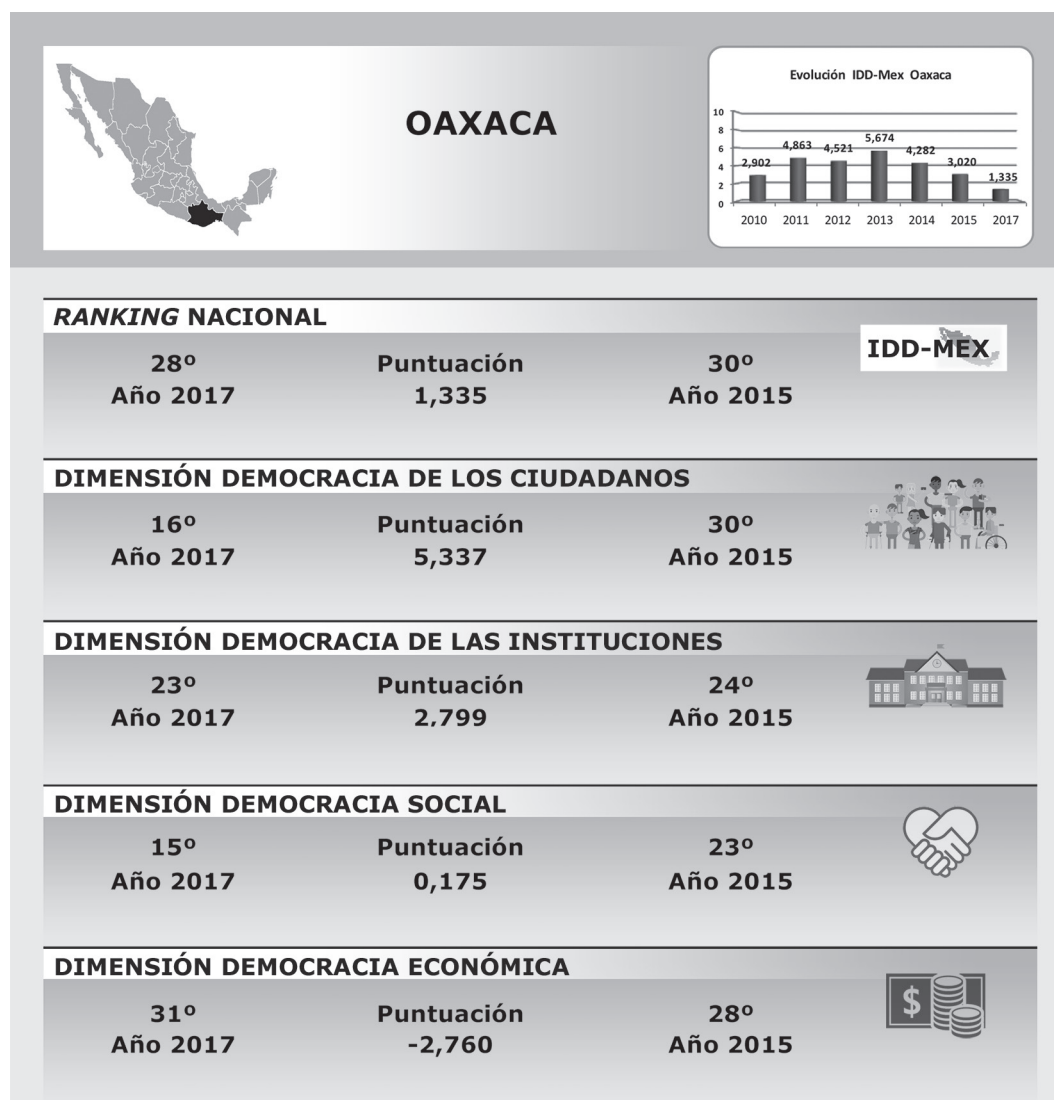 OAXACA
Evolución IDD-Mex Oaxaca
10
8
6
4
2
0
2,902
4,863
4,521
5,674
4,282
3,020
1,335
2010 2011 2012 2013 2014 2015 2017
RANKING NACIONAL
IDD-MEX
28º Puntuación 30º
Año 2017 1,335 Año 2015
DIMENSIÓN DEMOCRACIA DE LOS CIUDADANOS
16º Puntuación 30º
Año 2017 5,337 Año 2015
DIMENSIÓN DEMOCRACIA DE LAS INSTITUCIONES
23º Puntuación 24º
Año 2017 2,799 Año 2015
DIMENSIÓN DEMOCRACIA SOCIAL
15º Puntuación 23º
Año 2017 0,175 Año 2015
DIMENSIÓN DEMOCRACIA ECONÓMICA
$
31º Puntuación 28º
Año 2017 -2,760 Año 2015